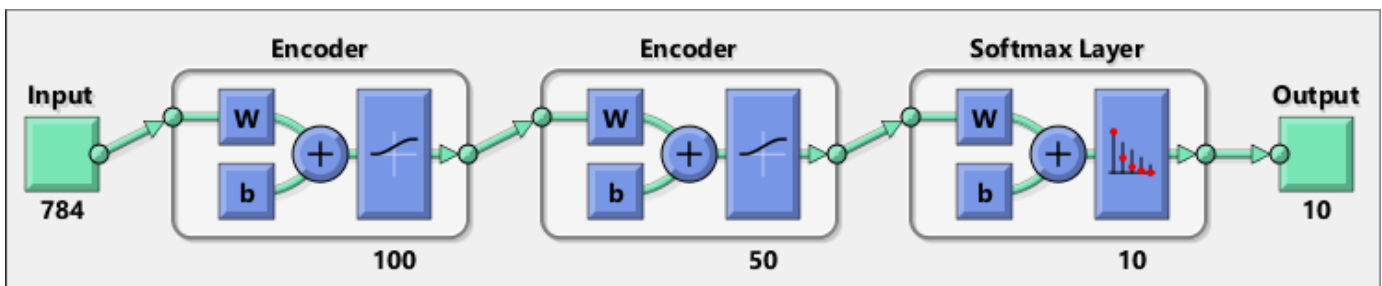 Encoder
Encoder
Softmax Layer
Input
Output
W
b
+
W
b
+
W
b
+
784
100
50
10
10